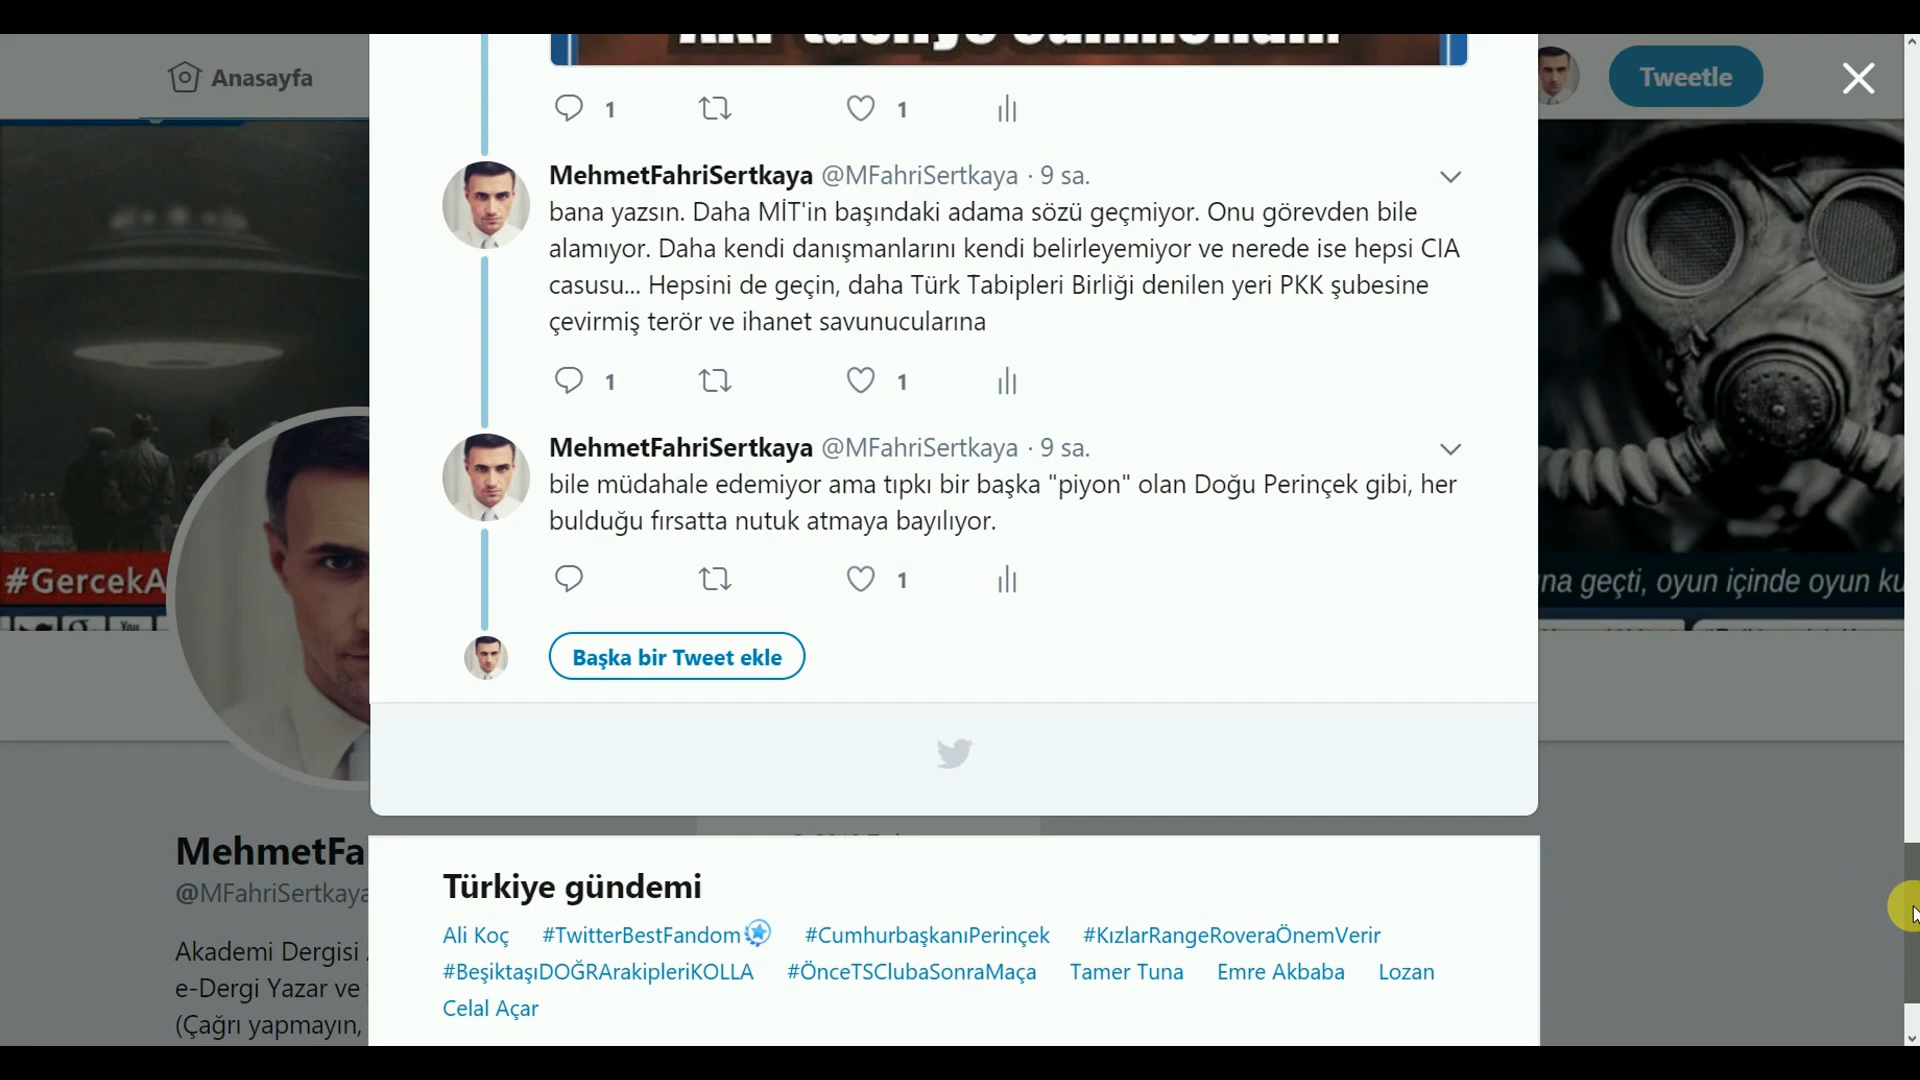 Anasayfa
Tweetle
1
1
MehmetFahriSertkaya @MFahriSertkaya · 9 sa.
bana yazsın. Daha MİT'in başındaki adama sözü geçmiyor. Onu görevden bile
alamıyor. Daha kendi danışmanlarını kendi belirleyemiyor ve nerede ise hepsi CIA
casusu... Hepsini de geçin, daha Türk Tabipleri Birliği denilen yeri PKK şubesine
çevirmiş terör ve ihanet savunucularına
1
1
MehmetFahriSertkaya @MFahriSertkaya · 9 sa.
bile müdahale edemiyor ama tıpkı bir başka "piyon" olan Doğu Perinçek gibi, her
bulduğu fırsatta nutuk atmaya bayılıyor.
1
#GercekA
na geçti, oyun içinde oyun ku
You
Başka bir Tweet ekle
MehmetFa
@MFahriSertkaya
Akademi Dergisi
e-Dergi Yazar ve
(Çağrı yapmayın,
Türkiye gündemi
Ali Koç #TwitterBestFandom #CumhurbaşkanıPerinçek #KızlarRangeRoveraÖnemVerir
#BeşiktaşıDOĞRArakipleriKOLLA #ÖnceTSClubaSonraMaça Tamer Tuna Emre Akbaba Lozan
Celal Açar